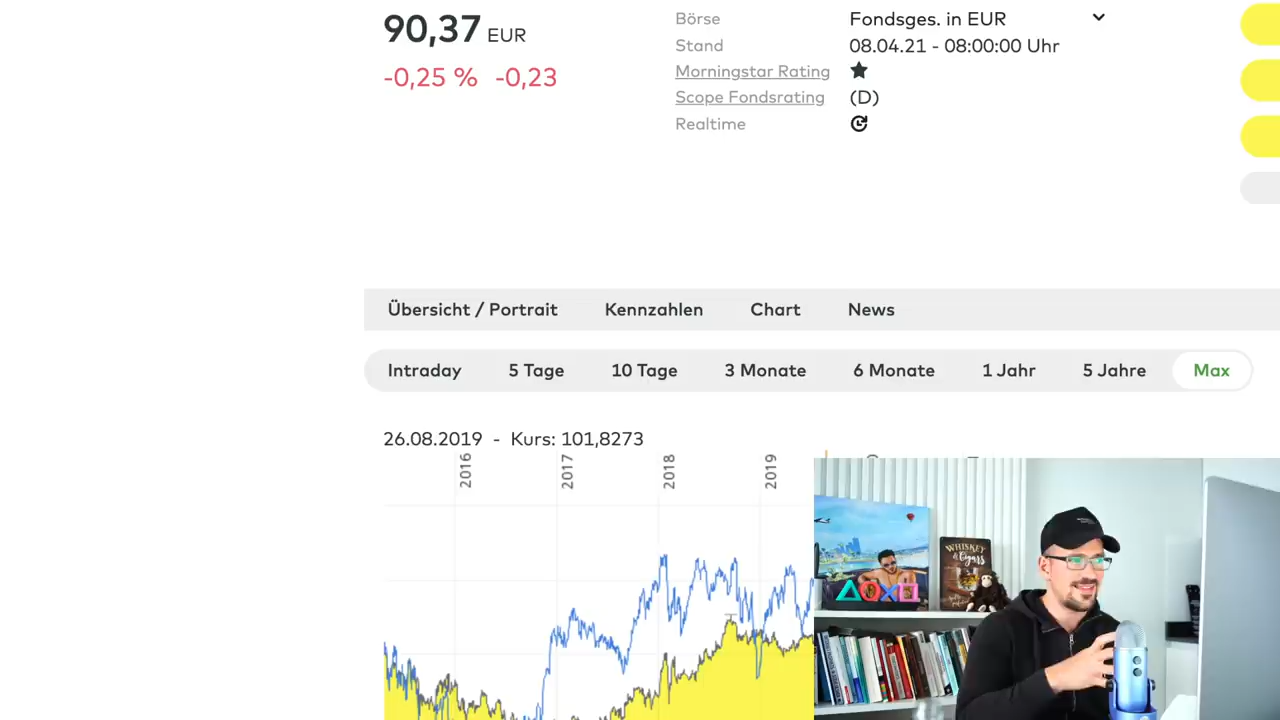 90,37 EUR
-0,25 % -0,23
Börse Fondsges. in EUR
Stand 08.04.21 - 08:00:00 Uhr
Morningstar Rating
Scope Fondsrating (D)
Realtime
Übersicht / Portrait Kennzahlen Chart News
Intraday 5 Tage 10 Tage 3 Monate 6 Monate 1 Jahr 5 Jahre Max
26.08.2019 - Kurs: 101,8273
2016 2017 2018 2019
WHISKEY
& Cigars